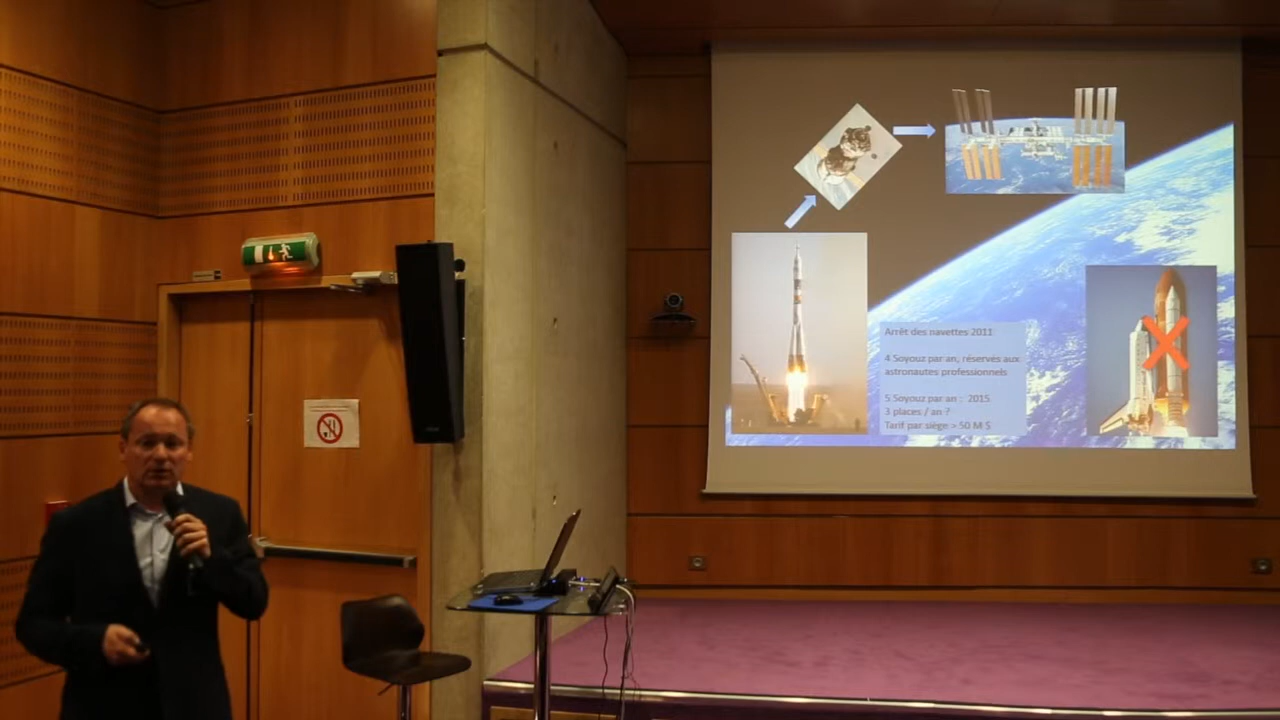 Arrêt des navettes 2011
4 Soyouz par an, réservés aux
astronautes professionnels
5 Soyouz par an : 2015
3 places / an ?
Tarif par siège > 50 M $